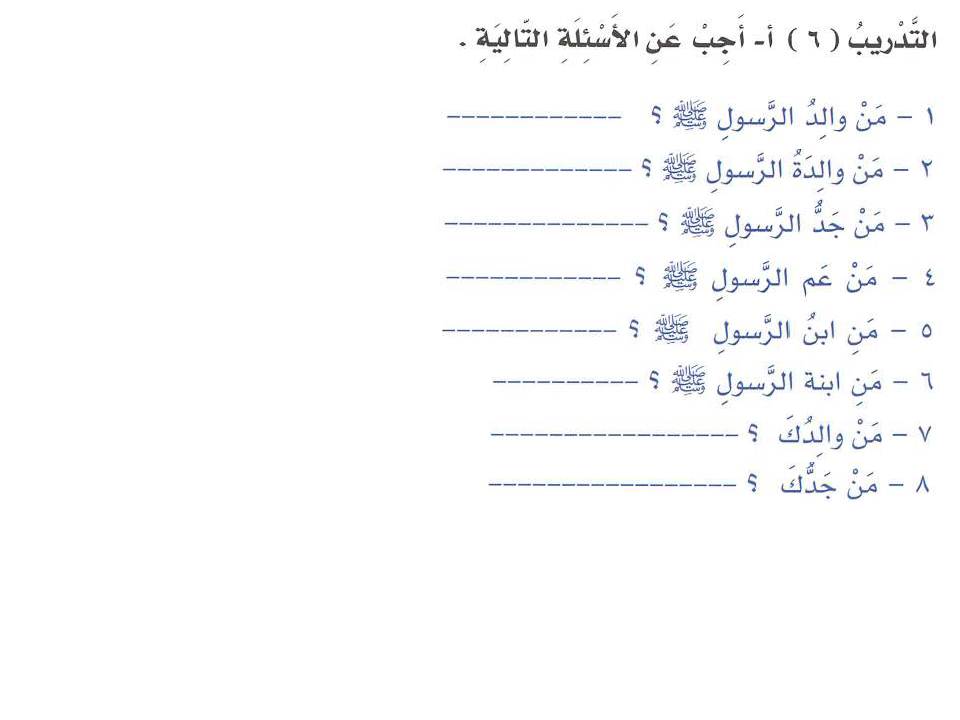 التَّدْريبُ ( ٦ ) أ- أَجِبْ عَنِ الأَسْئِلَةِ التّالِيَةِ .
١ – مَنْ والِدُ الرَّسولِ ﷺ ؟ ------------
٢ – مَنْ والِدَةُ الرَّسولِ ﷺ ؟ -------------
٣ – مَنْ جَدُّ الرَّسولِ ﷺ ؟ --------------
٤ – مَنْ عَم الرَّسولِ ﷺ ؟ ------------
٥ – مَنِ ابنُ الرَّسولِ ﷺ ؟ ------------
٦ – مَنِ ابنة الرَّسولِ ﷺ ؟ ----------
٧ – مَنْ والِدُكَ ؟ -----------------
٨ – مَنْ جَدُّكَ ؟ -----------------